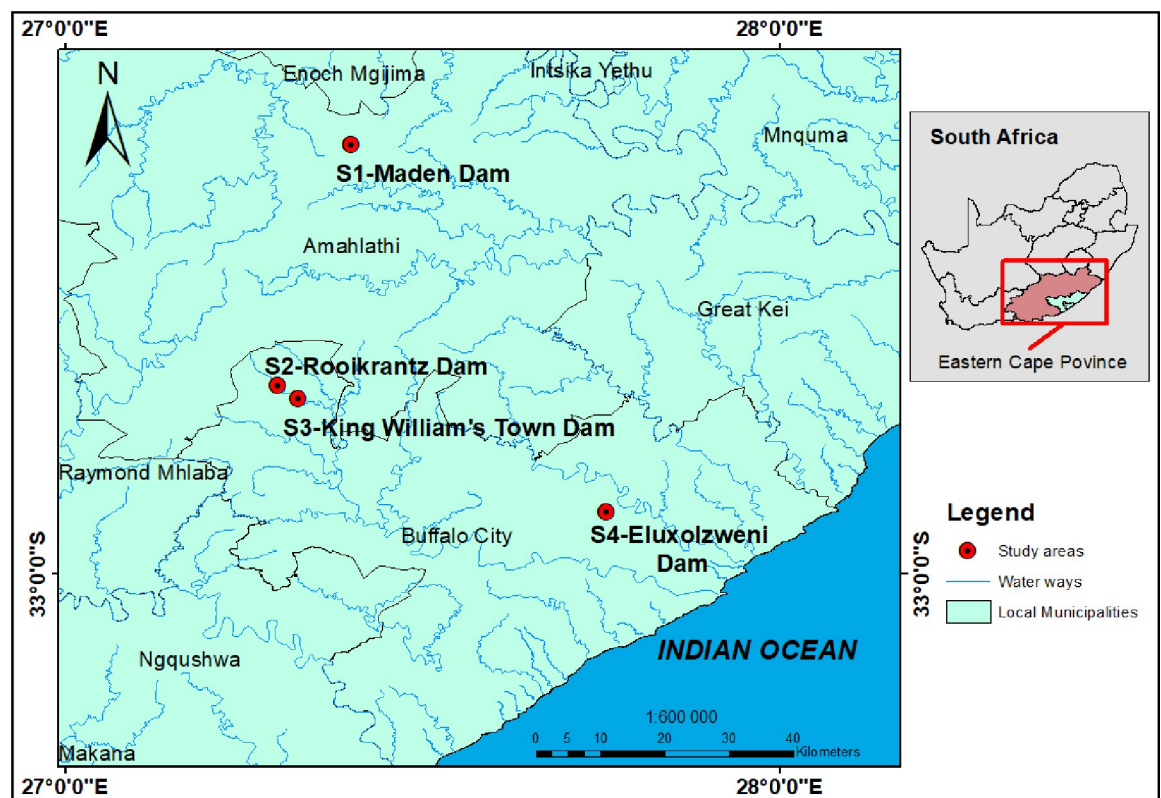 27°0'0"E
28°0'0"E
N
Enoch Mgijima
Intsika Yethu
Mnquma
S1-Maden Dam
Amahlathi
Great Kei
S2-Rooikrantz Dam
S3-King William's Town Dam
Raymond Mhlaba
Buffalo City
S4-Eluxolzweni
Dam
33°0'0"S
33°0'0"S
Ngqushwa
INDIAN OCEAN
1:600 000
0 5 10 20 30 40
Kilometers
Makana
27°0'0"E
28°0'0"E
South Africa
Eastern Cape Povince
Legend
Study areas
Water ways
Local Municipalities